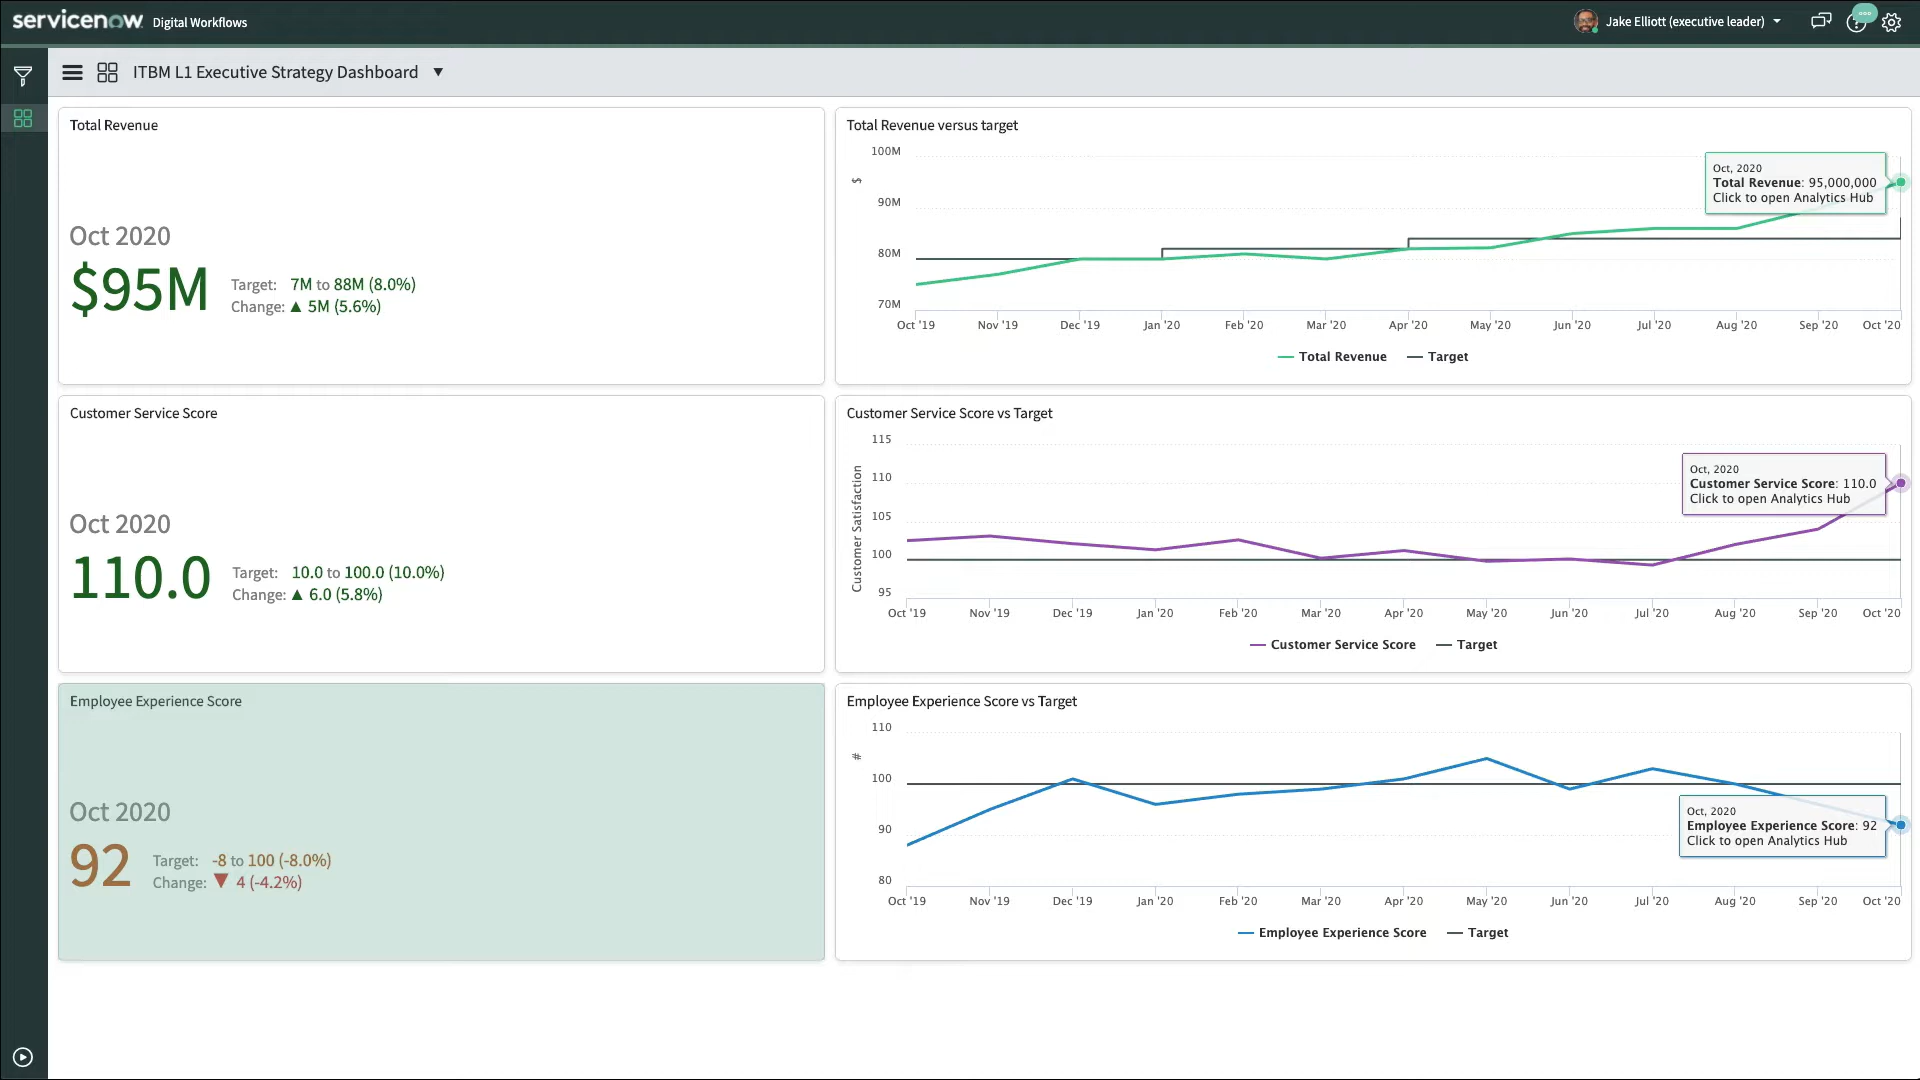 servicenow Digital Workflows
Jake Elliott (executive leader)
ITBM L1 Executive Strategy Dashboard
Total Revenue
Oct 2020
$95M
Target: 7M to 88M (8.0%)
Change: ▲ 5M (5.6%)
Total Revenue versus target
100M
90M
80M
70M
$
Oct, 2020
Total Revenue: 95,000,000
Click to open Analytics Hub
Oct '19 Nov '19 Dec '19 Jan '20 Feb '20 Mar '20 Apr '20 May '20 Jun '20 Jul '20 Aug '20 Sep '20 Oct '20
Total Revenue Target
Customer Service Score
Oct 2020
110.0
Target: 10.0 to 100.0 (10.0%)
Change: ▲ 6.0 (5.8%)
Customer Service Score vs Target
115
110
105
100
95
Customer Satisfaction
Oct, 2020
Customer Service Score: 110.0
Click to open Analytics Hub
Oct '19 Nov '19 Dec '19 Jan '20 Feb '20 Mar '20 Apr '20 May '20 Jun '20 Jul '20 Aug '20 Sep '20 Oct '20
Customer Service Score Target
Employee Experience Score
Oct 2020
92
Target: -8 to 100 (-8.0%)
Change: ▼ 4 (-4.2%)
Employee Experience Score vs Target
110
100
90
80
#
Oct, 2020
Employee Experience Score: 92
Click to open Analytics Hub
Oct '19 Nov '19 Dec '19 Jan '20 Feb '20 Mar '20 Apr '20 May '20 Jun '20 Jul '20 Aug '20 Sep '20 Oct '20
Employee Experience Score Target